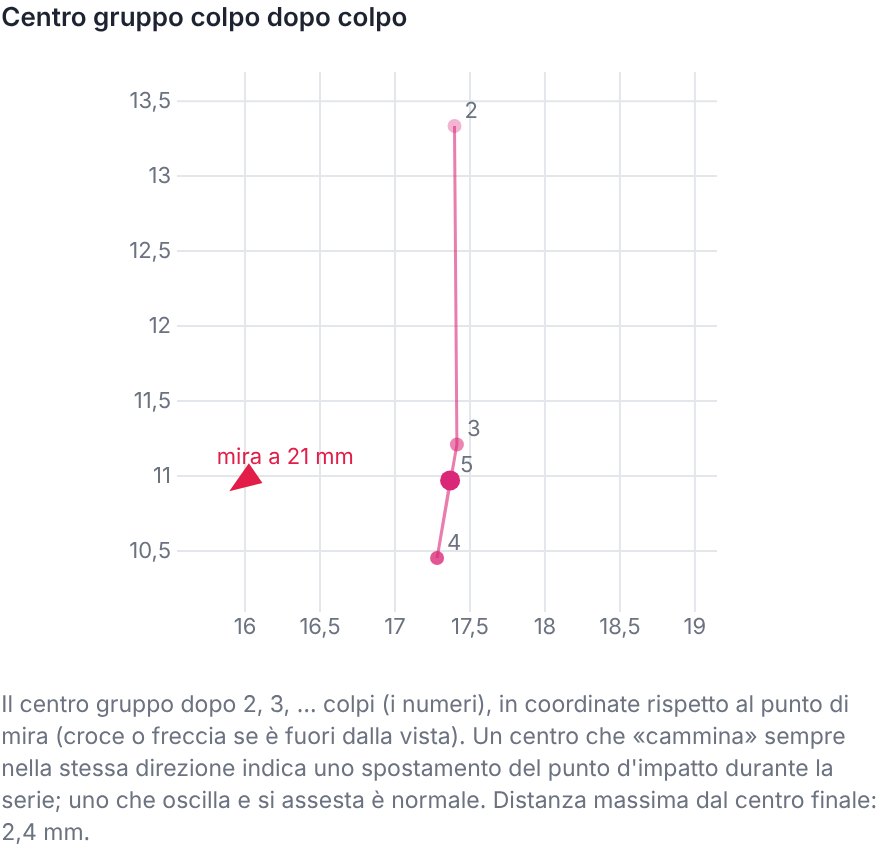 Centro gruppo colpo dopo colpo
13,5
2
13
12,5
12
11,5
3
mira a 21 mm
5
11
4
10,5
16 16,5 17 17,5 18 18,5 19
Il centro gruppo dopo 2, 3, … colpi (i numeri), in coordinate rispetto al punto di
mira (croce o freccia se è fuori dalla vista). Un centro che «cammina» sempre
nella stessa direzione indica uno spostamento del punto d'impatto durante la
serie; uno che oscilla e si assesta è normale. Distanza massima dal centro finale:
2,4 mm.